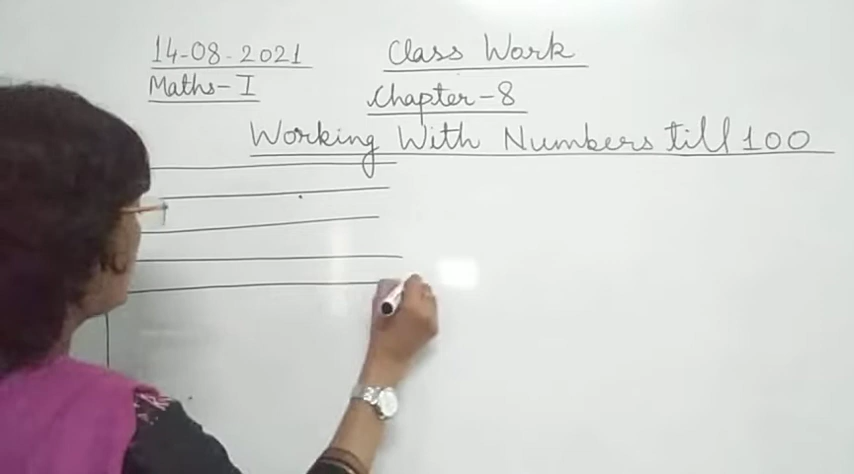 14-08-2021 Class Work
Maths-I Chapter-8
Working With Numbers till 100